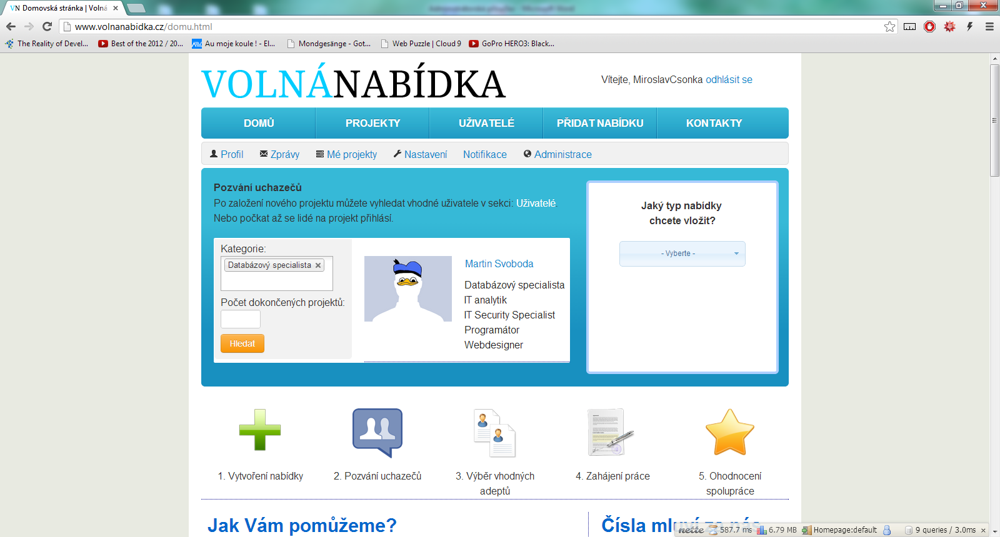 VN Domovská stránka | Volná
www.volnanabidka.cz/domu.html
The Reality of Devel... Best of the 2012 / 20... Au moje koule ! - El... Mondgesänge - Got... Web Puzzle | Cloud 9 GoPro HERO3: Black...
VOLNÁNABÍDKA
Vítejte, MiroslavCsonka odhlásit se
DOMŮ PROJEKTY UŽIVATELÉ PŘIDAT NABÍDKU KONTAKTY
Profil Zprávy Mé projekty Nastavení Notifikace Administrace
Pozvání uchazečů
Po založení nového projektu můžete vyhledat vhodné uživatele v sekci: Uživatelé.
Nebo počkat až se lidé na projekt přihlásí.
Kategorie:
Databázový specialista
Počet dokončených projektů:
Hledat
Martin Svoboda
Databázový specialista
IT analytik
IT Security Specialist
Programátor
Webdesigner
Jaký typ nabídky
chcete vložit?
- Vyberte -
1. Vytvoření nabídky
2. Pozvání uchazečů
3. Výběr vhodných
adeptů
4. Zahájení práce
5. Ohodnocení
spolupráce
Jak Vám pomůžeme?
Čísla mluví za nás
nette 587.7 ms 6.79 MB Homepage:default 9 queries / 3.0ms